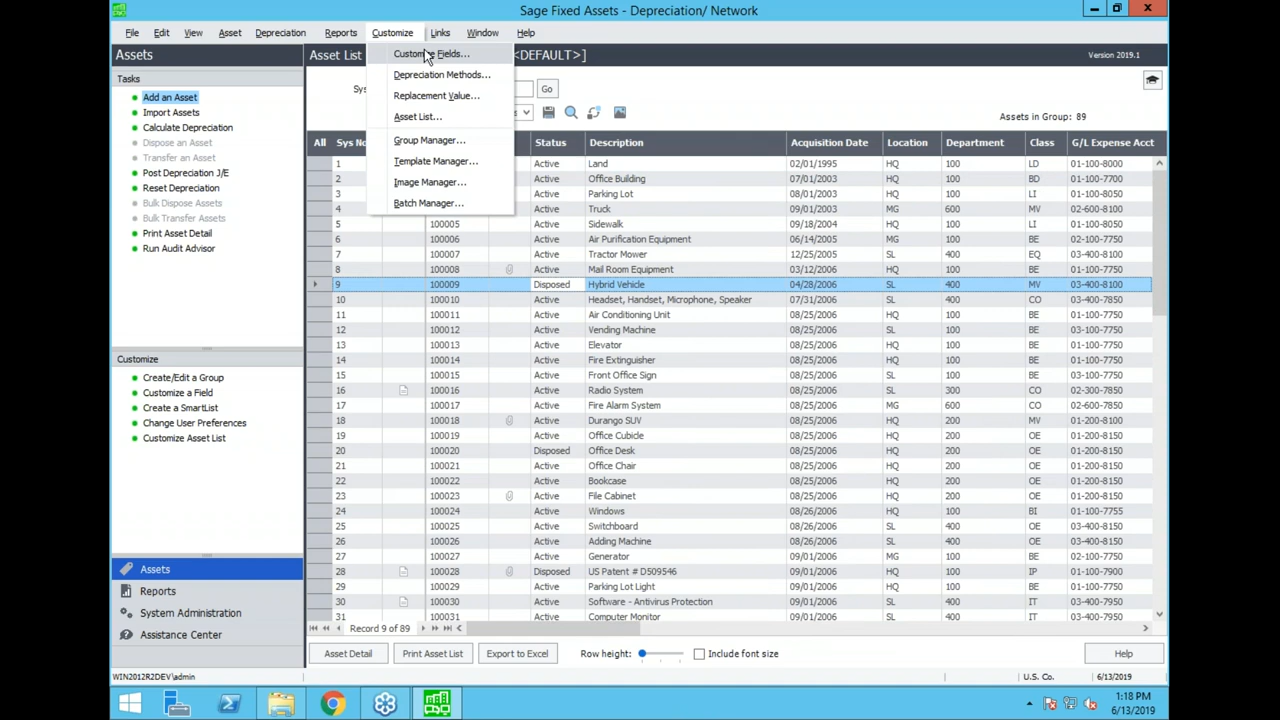 Sage Fixed Assets - Depreciation/ Network
File Edit View Asset Depreciation Reports Customize Links Window Help
Assets
Asset List
<DEFAULT>]
Version 2019.1
Customize Fields...
Depreciation Methods...
Replacement Value...
Asset List...
Group Manager...
Template Manager...
Image Manager...
Batch Manager...
Tasks
Add an Asset
Import Assets
Calculate Depreciation
Dispose an Asset
Transfer an Asset
Post Depreciation J/E
Reset Depreciation
Bulk Dispose Assets
Bulk Transfer Assets
Print Asset Detail
Run Audit Advisor
Customize
Create/Edit a Group
Customize a Field
Create a SmartList
Change User Preferences
Customize Asset List
Assets
Reports
System Administration
Assistance Center
Go
Assets in Group: 89
All Sys No Status Description Acquisition Date Location Department Class G/L Expense Acct
1 Active Land 02/01/1995 HQ 100 LD 01-100-8000
2 Active Office Building 07/01/2003 HQ 100 BD 01-100-7700
3 Active Parking Lot 07/01/2003 HQ 100 LI 01-100-8050
4 Active Truck 09/01/2003 MG 600 MV 02-600-8100
5 100005 Active Sidewalk 09/18/2004 HQ 100 LI 01-100-8050
6 100006 Active Air Purification Equipment 06/14/2005 MG 100 BE 02-100-7750
7 100007 Active Tractor Mower 12/25/2005 SL 400 EQ 03-400-8100
8 100008 Active Mail Room Equipment 03/12/2006 HQ 100 BE 01-100-7750
9 100009 Disposed Hybrid Vehicle 04/28/2006 SL 400 MV 03-400-8100
10 100010 Active Headset, Handset, Microphone, Speaker 07/31/2006 SL 400 CO 03-400-7850
11 100011 Active Air Conditioning Unit 08/25/2006 HQ 100 BE 01-100-7750
12 100012 Active Vending Machine 08/25/2006 SL 100 BE 03-100-7750
13 100013 Active Elevator 08/25/2006 HQ 100 BE 01-100-7750
14 100014 Active Fire Extinguisher 08/25/2006 HQ 100 BE 01-100-7750
15 100015 Active Front Office Sign 08/25/2006 SL 100 BE 03-100-7750
16 100016 Active Radio System 08/25/2006 SL 300 CO 02-300-7850
17 100017 Active Fire Alarm System 08/25/2006 MG 600 CO 02-600-7850
18 100018 Active Durango SUV 08/25/2006 HQ 200 MV 01-200-8100
19 100019 Active Office Cubicle 08/25/2006 HQ 200 OE 01-200-8150
20 100020 Disposed Office Desk 08/25/2006 HQ 200 OE 01-200-8150
21 100021 Active Office Chair 08/25/2006 HQ 200 OE 01-200-8150
22 100022 Active Bookcase 08/25/2006 HQ 200 OE 01-200-8150
23 100023 Active File Cabinet 08/25/2006 HQ 200 OE 01-200-8150
24 100024 Active Windows 08/26/2006 HQ 100 BI 01-100-7755
25 100025 Active Switchboard 08/26/2006 SL 400 OE 03-400-8150
26 100026 Active Adding Machine 08/26/2006 SL 400 OE 03-400-8150
27 100027 Active Generator 09/01/2006 MG 100 BE 02-100-7750
28 100028 Disposed US Patent # D509546 09/01/2006 HQ 100 IP 01-100-7900
29 100029 Active Parking Lot Light 09/01/2006 HQ 100 BE 01-100-7750
30 100030 Active Software - Antivirus Protection 09/01/2006 SL 400 IT 03-400-7950
31 100031 Active Computer Monitor 09/01/2006 SL 400 IT 03-400-7950
Record 9 of 89
Asset Detail Print Asset List Export to Excel Row height: Include font size Help
WIN2012R2DEV\admin U.S. Co. 6/13/2019
1:18 PM
6/13/2019